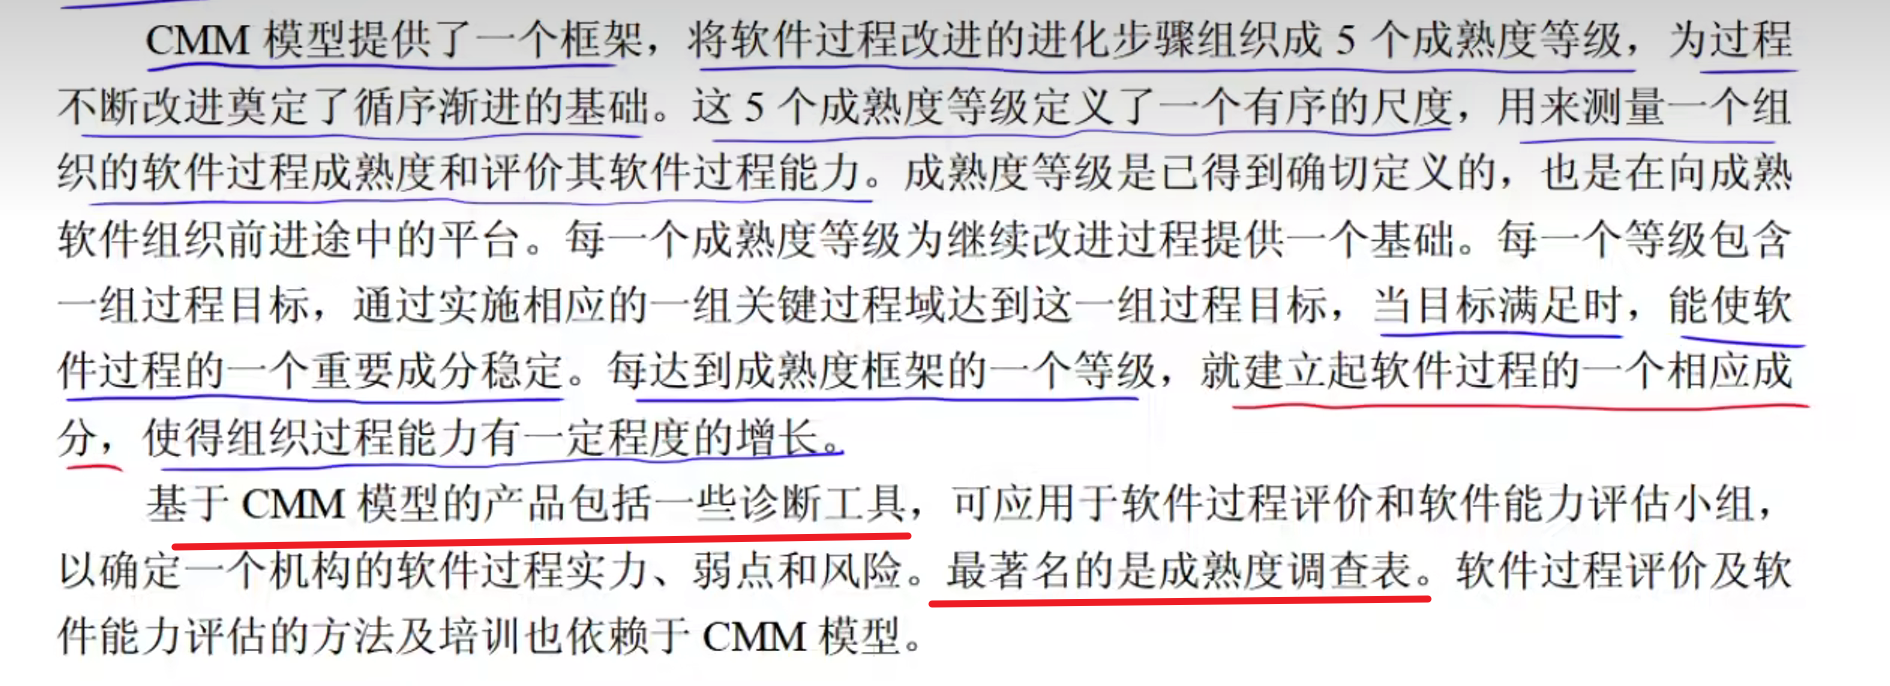 CMM 模型提供了一个框架，将软件过程改进的进化步骤组织成 5 个成熟度等级，为过程
不断改进奠定了循序渐进的基础。这 5 个成熟度等级定义了一个有序的尺度，用来测量一个组
织的软件过程成熟度和评价其软件过程能力。成熟度等级是已得到确切定义的，也是在向成熟
软件组织前进途中的平台。每一个成熟度等级为继续改进过程提供一个基础。每一个等级包含
一组过程目标，通过实施相应的一组关键过程域达到这一组过程目标，当目标满足时，能使软
件过程的一个重要成分稳定。每达到成熟度框架的一个等级，就建立起软件过程的一个相应成
分，使得组织过程能力有一定程度的增长。
基于 CMM 模型的产品包括一些诊断工具，可应用于软件过程评价和软件能力评估小组，
以确定一个机构的软件过程实力、弱点和风险。最著名的是成熟度调查表。软件过程评价及软
件能力评估的方法及培训也依赖于 CMM 模型。